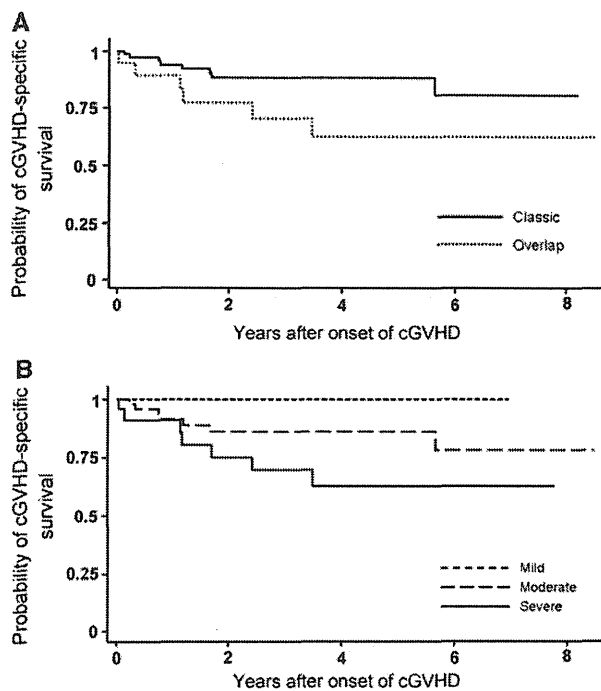 A
Probability of cGVHD-specific
survival
1
0.75
0.5
0.25
0
Classic
Overlap
0 2 4 6 8
Years after onset of cGVHD
B
Probability of cGVHD-specific
survival
1
0.75
0.5
0.25
0
Mild
Moderate
Severe
0 2 4 6 8
Years after onset of cGVHD